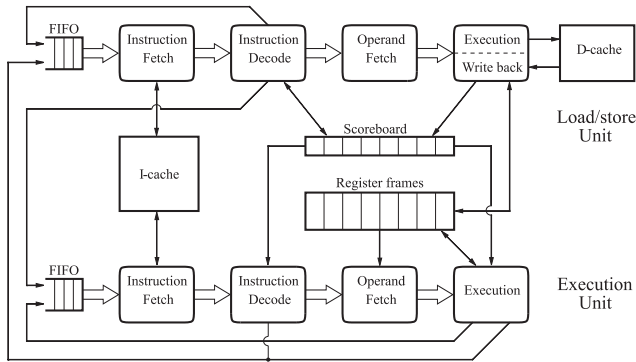 FIFO
Instruction
Fetch
Instruction
Decode
Operand
Fetch
Execution
Write back
D-cache
Load/store
Unit
Scoreboard
I-cache
Register frames
FIFO
Instruction
Fetch
Instruction
Decode
Operand
Fetch
Execution
Execution
Unit